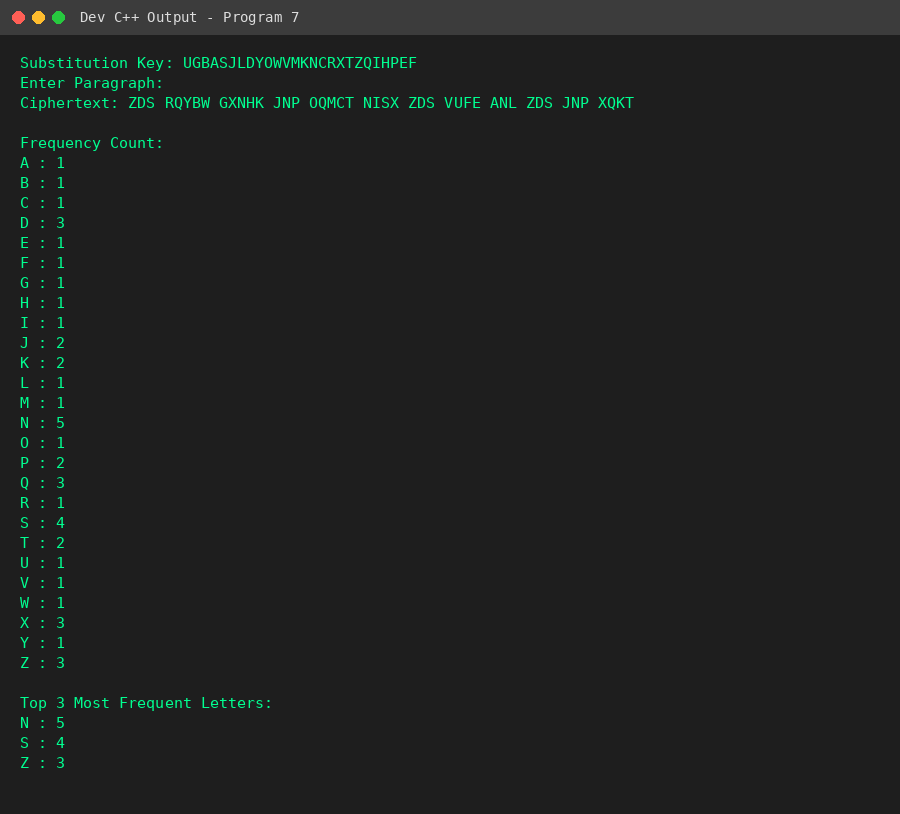 Dev C++ Output - Program 7
Substitution Key: UGBASJLDYOWVMKNCRXTZQIHPEF
Enter Paragraph:
Ciphertext: ZDS RQYBW GXNHK JNP OQMCT NISX ZDS VUFE ANL ZDS JNP XQKT
Frequency Count:
A : 1
B : 1
C : 1
D : 3
E : 1
F : 1
G : 1
H : 1
I : 1
J : 2
K : 2
L : 1
M : 1
N : 5
O : 1
P : 2
Q : 3
R : 1
S : 4
T : 2
U : 1
V : 1
W : 1
X : 3
Y : 1
Z : 3
Top 3 Most Frequent Letters:
N : 5
S : 4
Z : 3